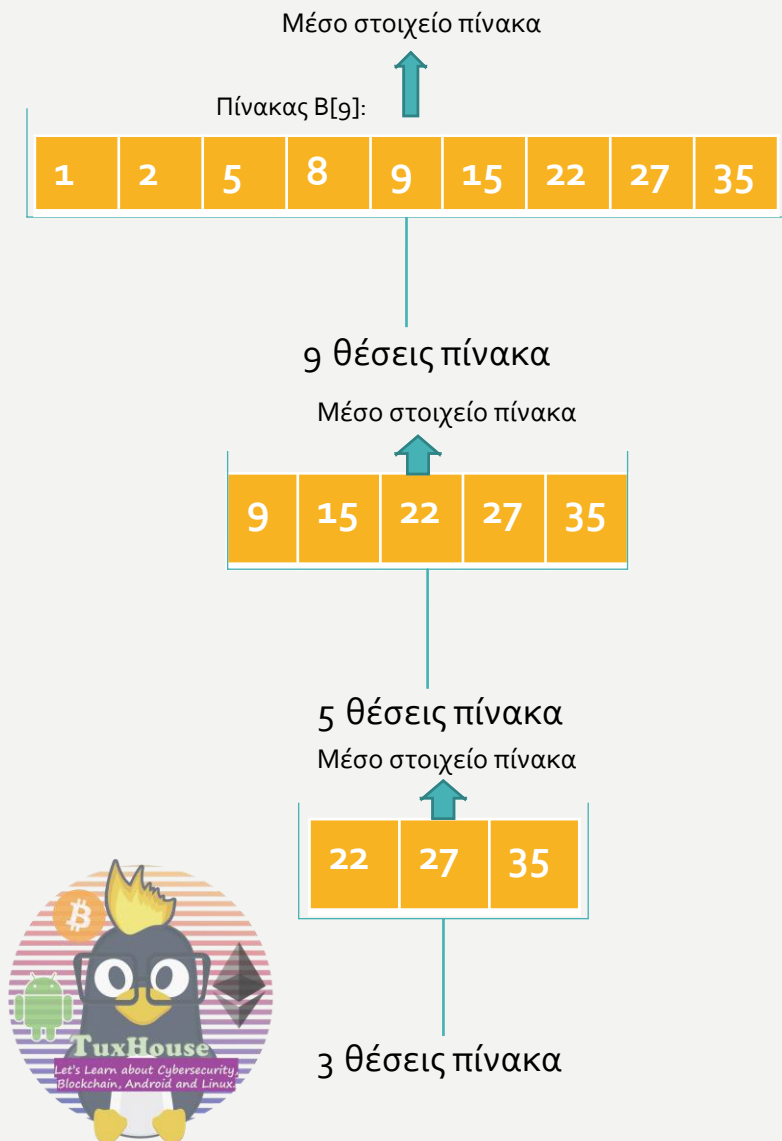 Μέσο στοιχείο πίνακα
Πίνακας Β[9]:
1 2 5 8 9 15 22 27 35
9 θέσεις πίνακα
Μέσο στοιχείο πίνακα
9 15 22 27 35
5 θέσεις πίνακα
Μέσο στοιχείο πίνακα
22 27 35
3 θέσεις πίνακα
TuxHouse
Let's Learn about Cybersecurity,
Blockchain, Android and Linux.